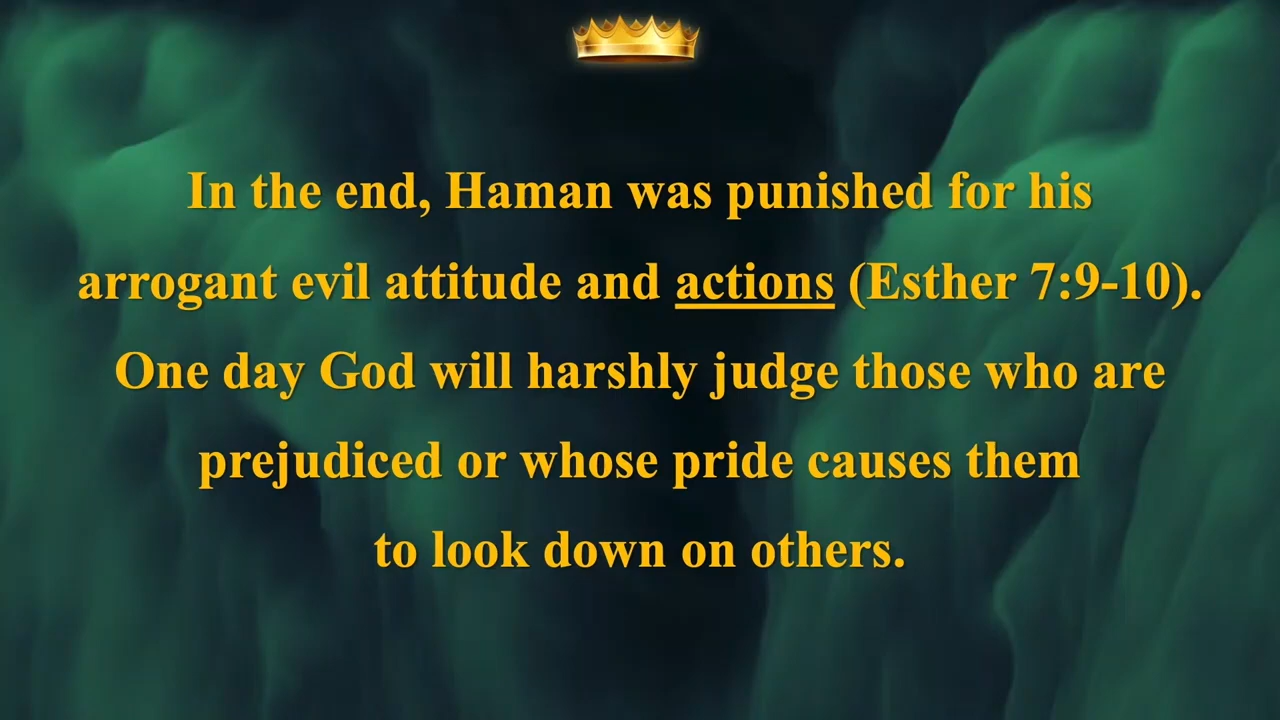 In the end, Haman was punished for his
arrogant evil attitude and actions (Esther 7:9-10).
One day God will harshly judge those who are
prejudiced or whose pride causes them
to look down on others.